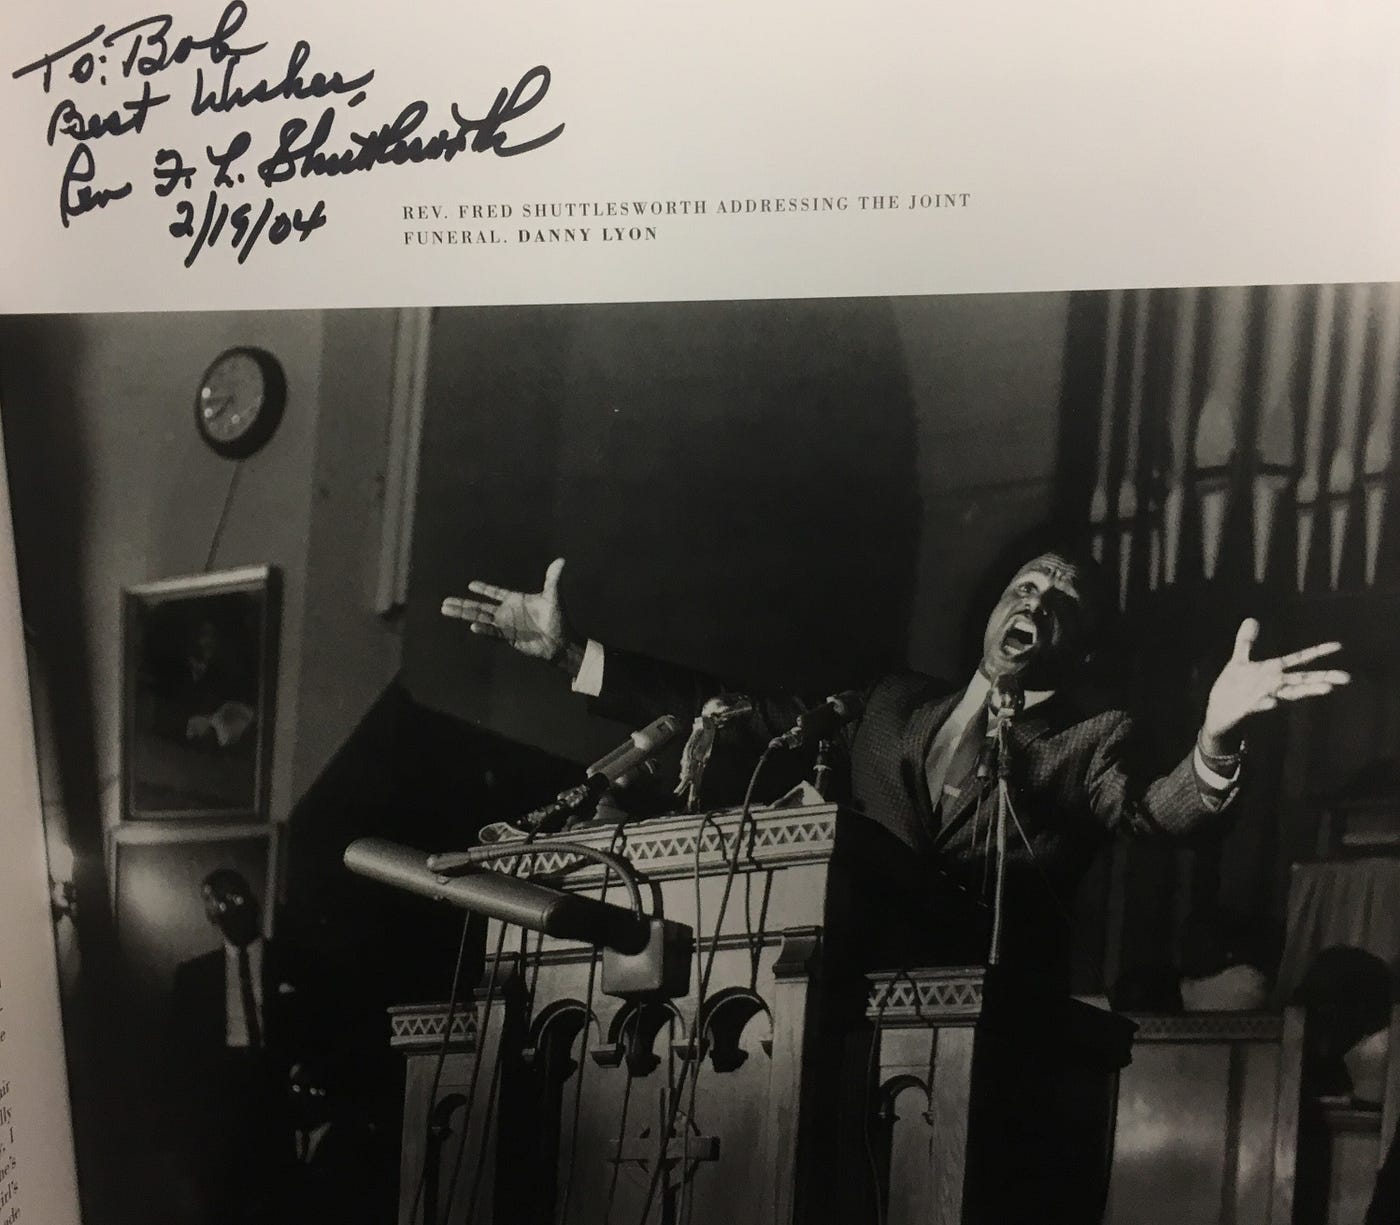 To: Bob
Best Wishes,
Rev F. L. Shuttlesworth
2/19/04
REV. FRED SHUTTLESWORTH ADDRESSING THE JOINT
FUNERAL. DANNY LYON